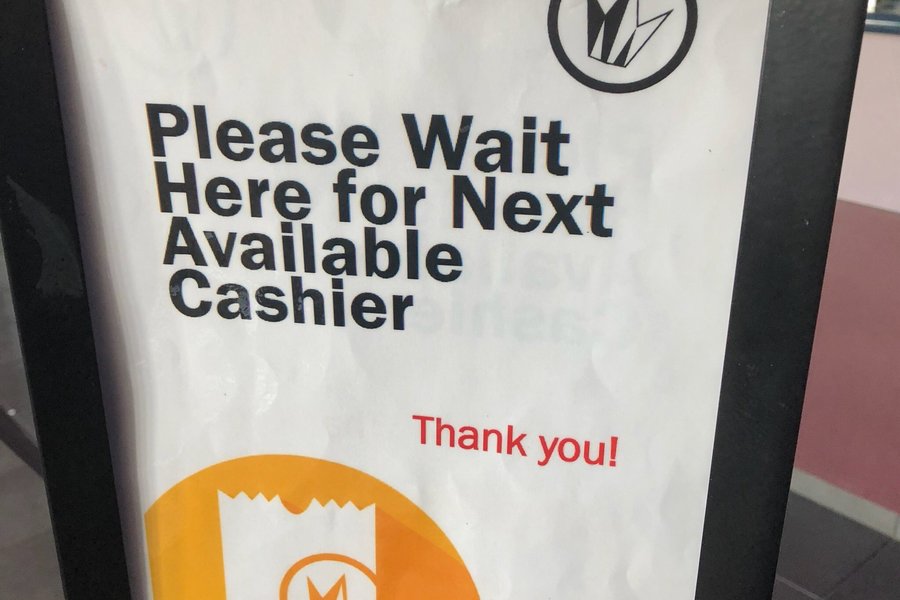 Please Wait
Here for Next
Available
Cashier
Thank you!